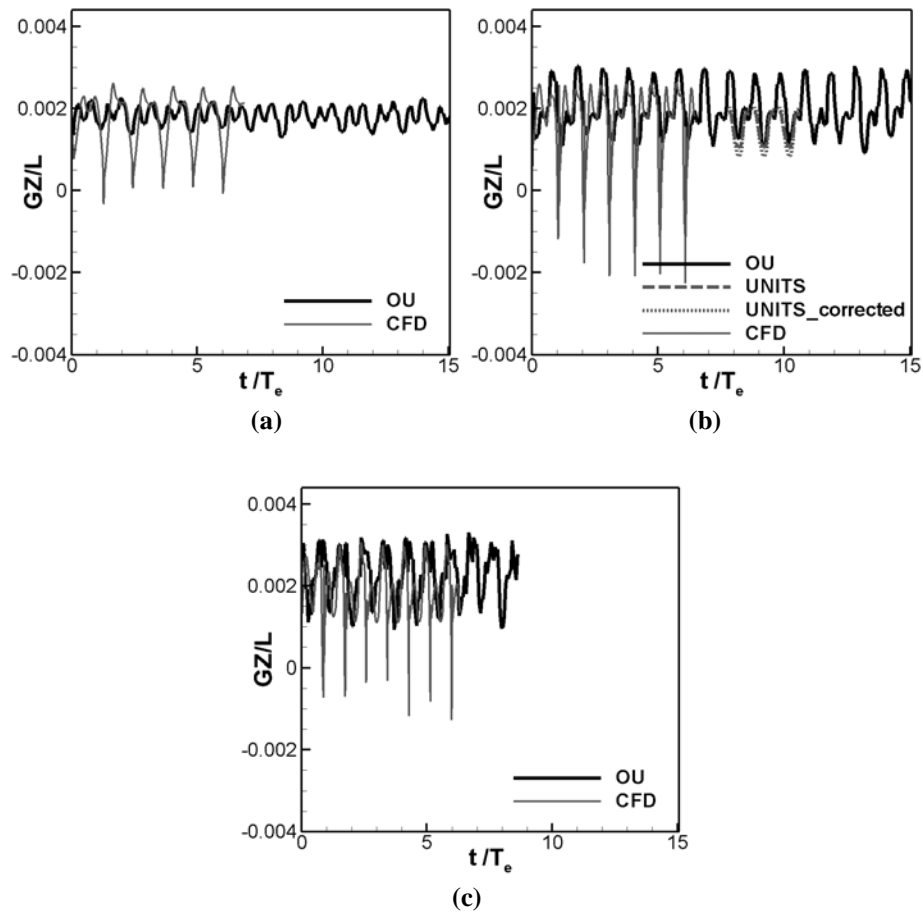 0.004
0.002
0
-0.002
-0.004
GZ/L
0 5 10 15
t/Te
OU
CFD
(a)
0.004
0.002
0
-0.002
-0.004
GZ/L
0 5 10 15
t/Te
OU
UNITS
UNITS_corrected
CFD
(b)
0.004
0.002
0
-0.002
-0.004
GZ/L
0 5 10 15
t/Te
OU
CFD
(c)